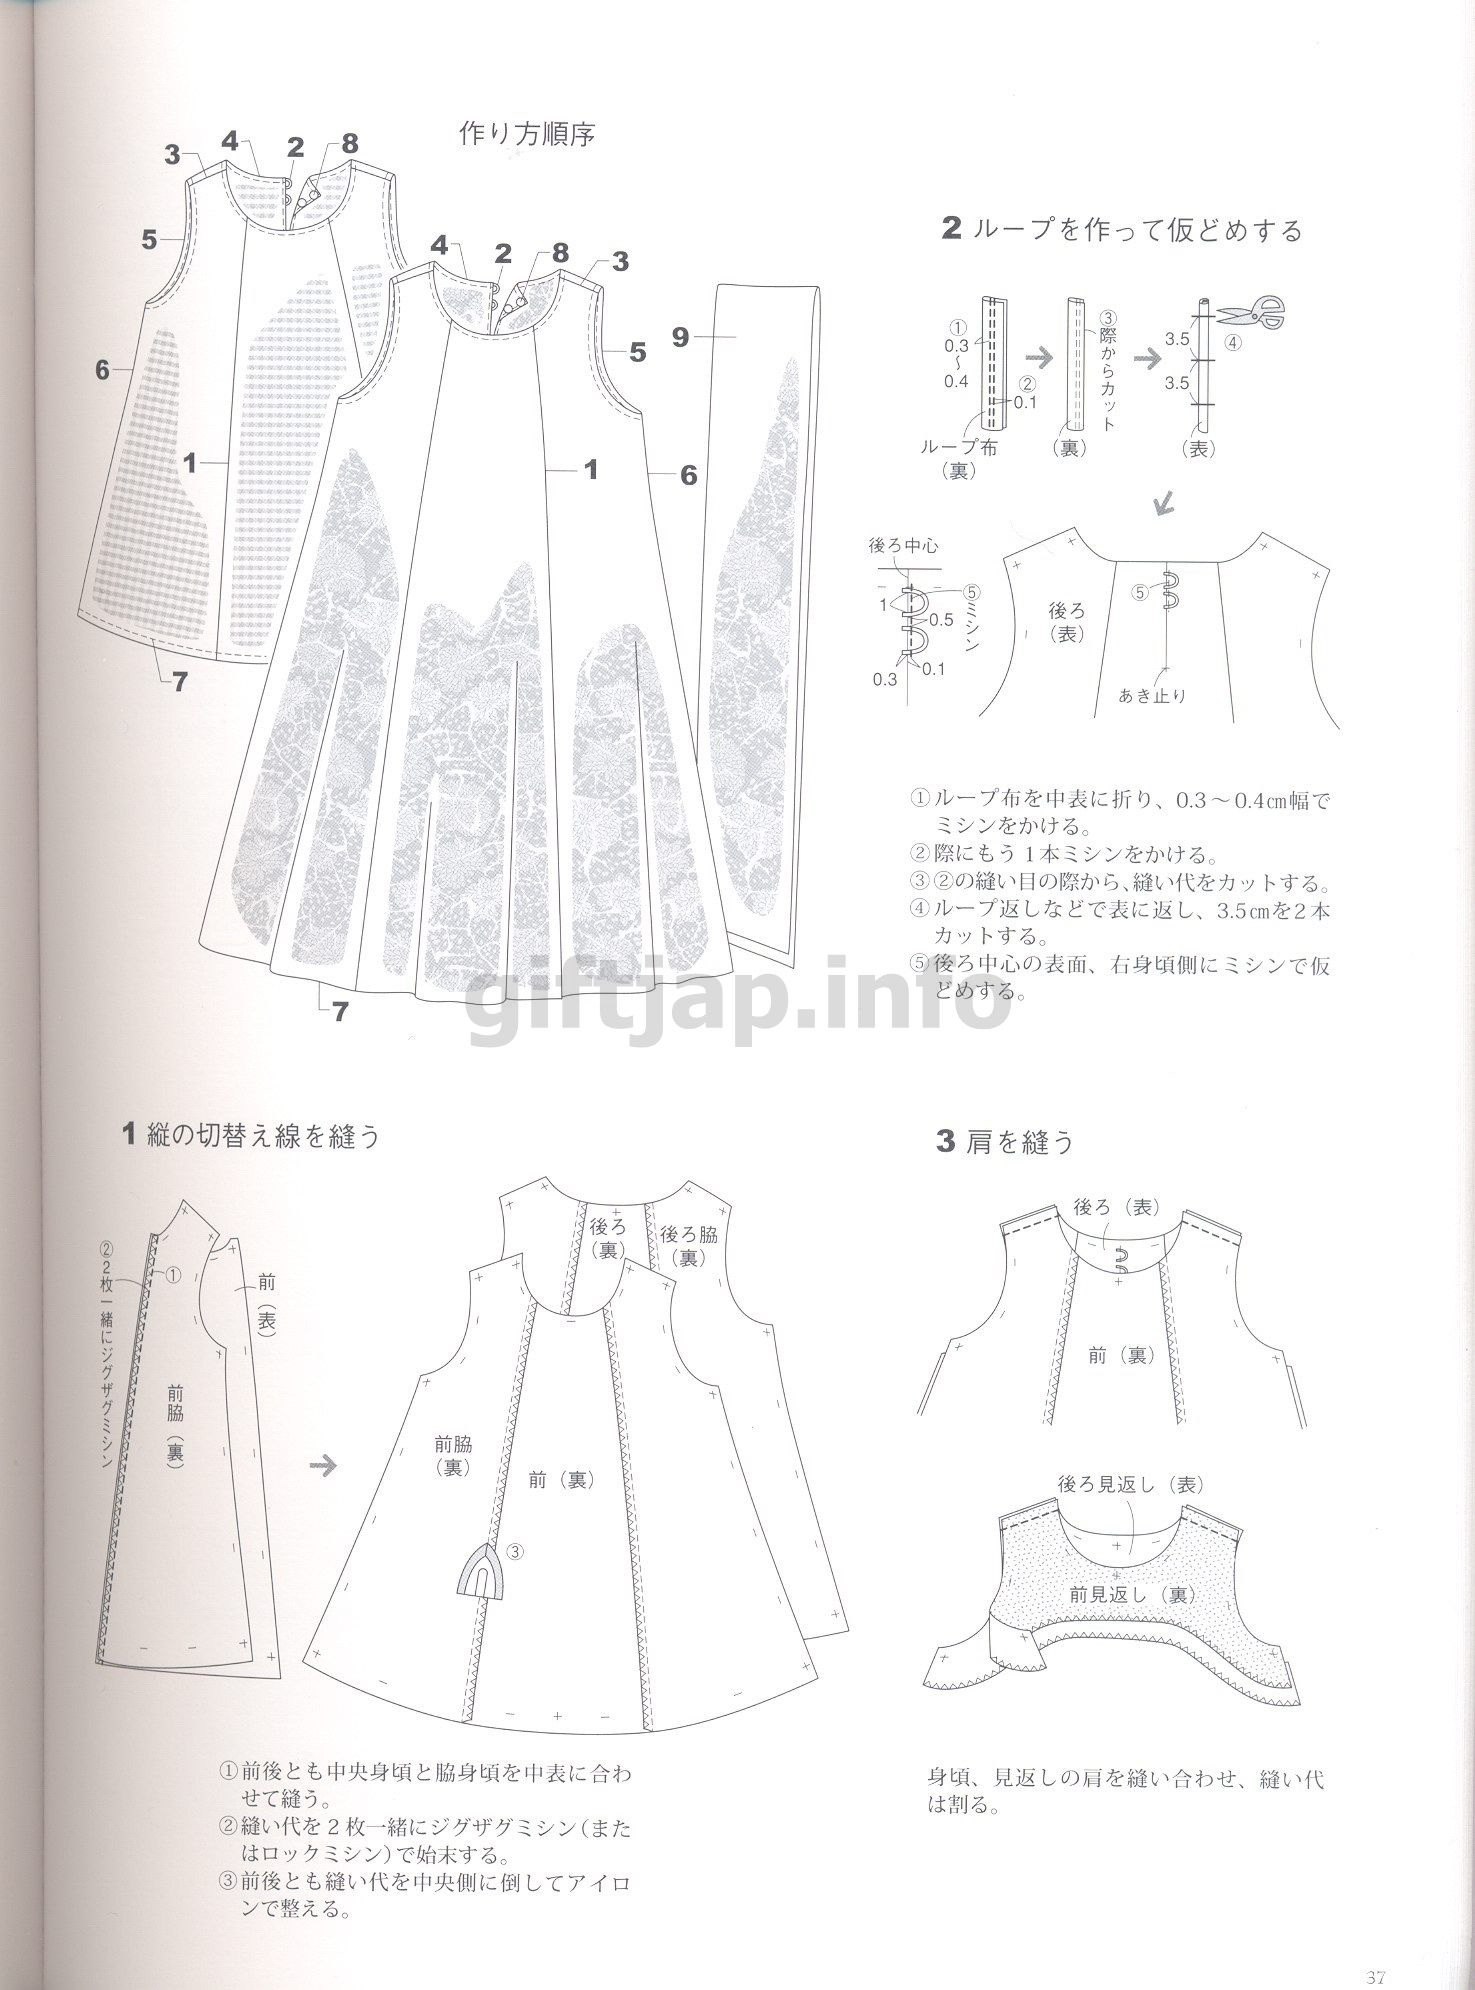 作り方順序
3
4
2
8
5
6
1
7
4
2
8
3
5
1
6
9
7
2 ループを作って仮どめする
①
0.3
〜
0.4
②
0.1
ループ布
(裏)
③際からカット
(裏)
3.5
3.5
④
(表)
後ろ中心
1
⑤ミシン
0.5
0.1
0.3
後ろ
(表)
⑤
あき止り
①ループ布を中表に折り、0.3〜0.4㎝幅で
ミシンをかける。
②際にもう1本ミシンをかける。
③②の縫い目の際から、縫い代をカットする。
④ループ返しなどで表に返し、3.5㎝を2本
カットする。
⑤後ろ中心の表面、右身頃側にミシンで仮
どめする。
giftjap.info
1 縦の切替え線を縫う
②2枚一緒にジグザグミシン
①
前(表)
前脇(裏)
後ろ
(裏)
後ろ脇
(裏)
前脇
(裏)
前(裏)
③
①前後とも中央身頃と脇身頃を中表に合わ
せて縫う。
②縫い代を2枚一緒にジグザグミシン(また
はロックミシン)で始末する。
③前後とも縫い代を中央側に倒してアイロ
ンで整える。
3 肩を縫う
後ろ(表)
前(裏)
後ろ見返し(表)
前見返し(裏)
身頃、見返しの肩を縫い合わせ、縫い代
は割る。
37